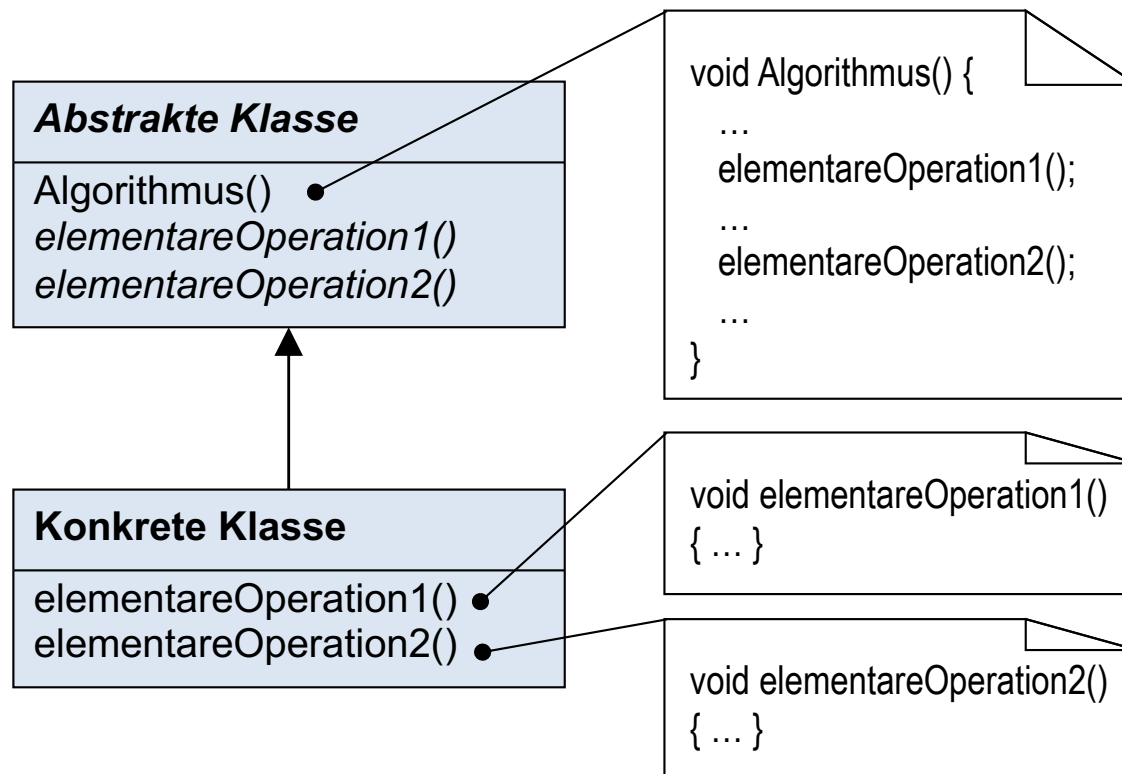 Abstrakte Klasse
Algorithmus()
elementareOperation1()
elementareOperation2()
void Algorithmus() {
…
elementareOperation1();
…
elementareOperation2();
…
}
Konkrete Klasse
elementareOperation1()
elementareOperation2()
void elementareOperation1()
{ … }
void elementareOperation2()
{ … }